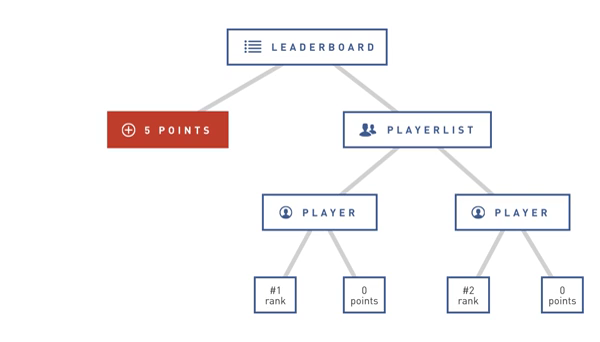 LEADERBOARD
5 POINTS
PLAYERLIST
PLAYER
PLAYER
#1
rank
0
points
#2
rank
0
points